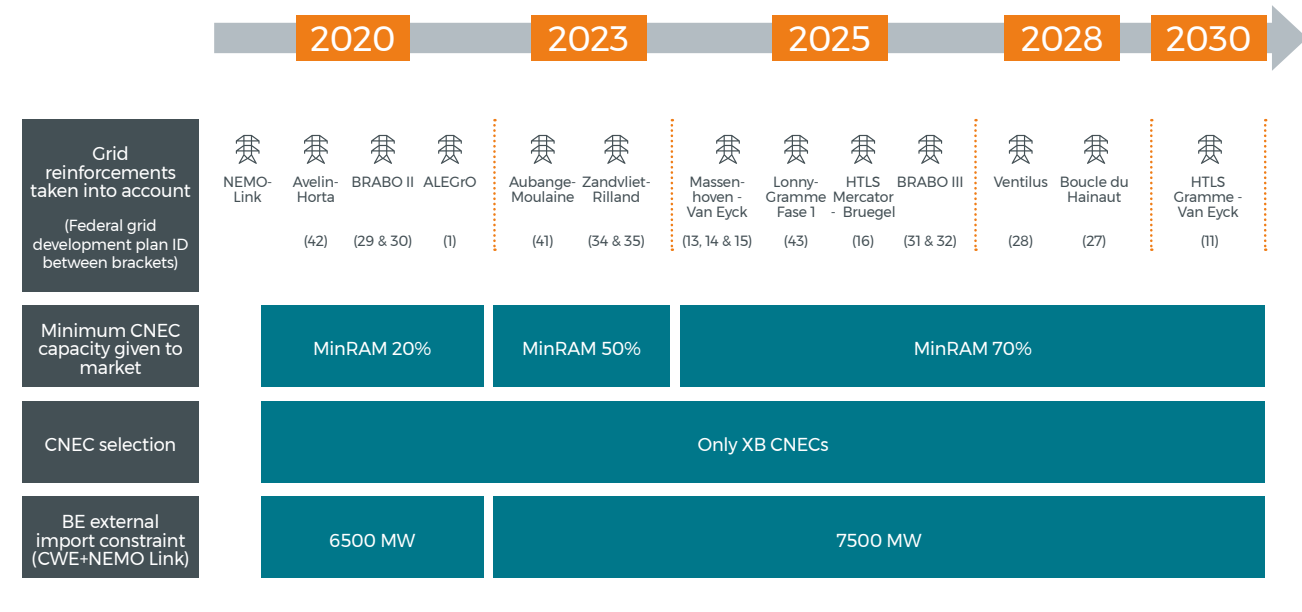 2020 2023 2025 2028 2030
Grid
reinforcements
taken into account
(Federal grid
development plan ID
between brackets)
NEMO-
Link
Avelin-
Horta
(42)
BRABO II
(29 & 30)
ALEGrO
(1)
Aubange-
Moulaine
(41)
Zandvliet-
Rilland
(34 & 35)
Massen-
hoven -
Van Eyck
(13, 14 & 15)
Lonny-
Gramme
Fase 1
(43)
HTLS
Mercator
- Bruegel
(16)
BRABO III
(31 & 32)
Ventilus
(28)
Boucle du
Hainaut
(27)
HTLS
Gramme -
Van Eyck
(11)
Minimum CNEC
capacity given to
market
MinRAM 20%
MinRAM 50%
MinRAM 70%
CNEC selection
Only XB CNECs
BE external
import constraint
(CWE+NEMO Link)
6500 MW
7500 MW